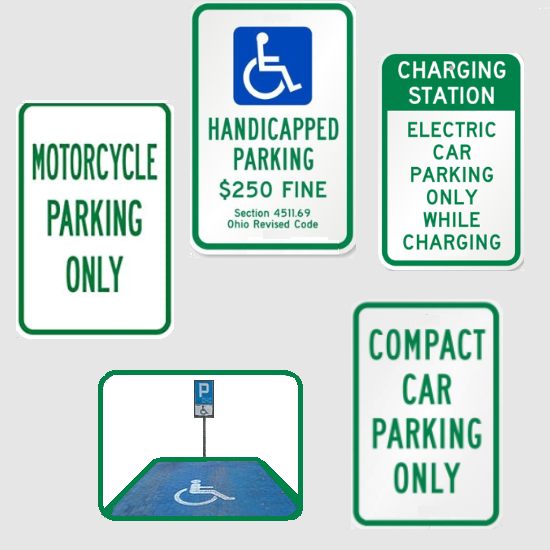 HANDICAPPED
PARKING
$250 FINE
Section 4511.69
Ohio Revised Code
CHARGING
STATION
ELECTRIC
CAR
PARKING
ONLY
WHILE
CHARGING
MOTORCYCLE
PARKING
ONLY
COMPACT
CAR
PARKING
ONLY
P